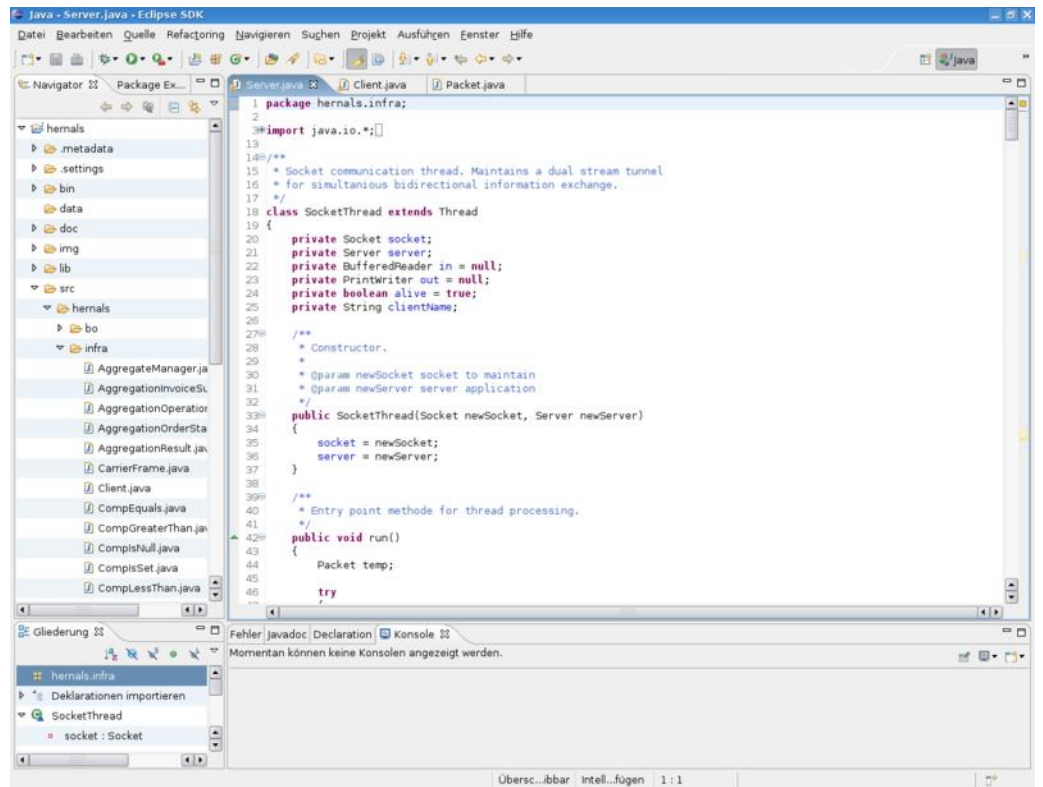 Java - Server.java - Eclipse SDK
Datei Bearbeiten Quelle Refactoring Navigieren Suchen Projekt Ausführen Fenster Hilfe
Java
Navigator
Package Ex...
hernals
.metadata
.settings
bin
data
doc
img
lib
src
hernals
bo
infra
AggregateManager.ja
AggregationInvoiceSu
AggregationOperation
AggregationOrderSta
AggregationResult.jav
CarrierFrame.java
Client.java
CompEquals.java
CompGreaterThan.jav
CompIsNull.java
CompIsSet.java
CompLessThan.java
Server.java
Client.java
Packet.java
1 package hernals.infra;
2
3 import java.io.*;
13
14 /**
15 * Socket communication thread. Maintains a dual stream tunnel
16 * for simultanious bidirectional information exchange.
17 */
18 class SocketThread extends Thread
19 {
20 private Socket socket;
21 private Server server;
22 private BufferedReader in = null;
23 private PrintWriter out = null;
24 private boolean alive = true;
25 private String clientName;
26
27 /**
28 * Constructor.
29 *
30 * @param newSocket socket to maintain
31 * @param newServer server application
32 */
33 public SocketThread(Socket newSocket, Server newServer)
34 {
35 socket = newSocket;
36 server = newServer;
37 }
38
39 /**
40 * Entry point methode for thread processing.
41 */
42 public void run()
43 {
44 Packet temp;
45
46 try
Gliederung
hernals.infra
Deklarationen importieren
SocketThread
socket : Socket
Fehler Javadoc Declaration Konsole
Momentan können keine Konsolen angezeigt werden.
Übersc...ibbar Intell...fügen 1 : 1